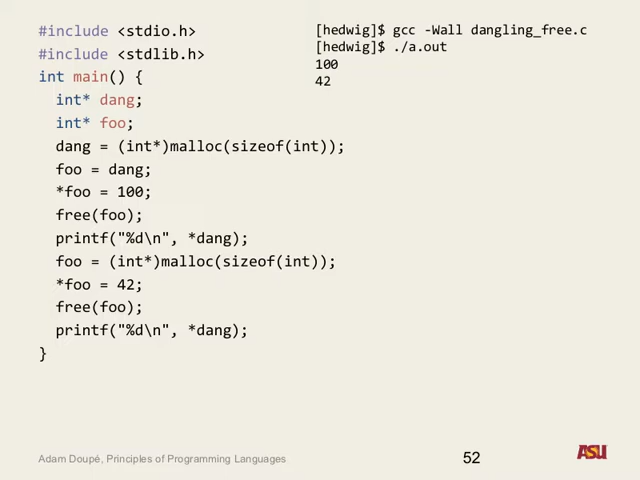 #include <stdio.h>
#include <stdlib.h>
int main() {
int* dang;
int* foo;
dang = (int*)malloc(sizeof(int));
foo = dang;
*foo = 100;
free(foo);
printf("%d\n", *dang);
foo = (int*)malloc(sizeof(int));
*foo = 42;
free(foo);
printf("%d\n", *dang);
}
[hedwig]$ gcc -Wall dangling_free.c
[hedwig]$ ./a.out
100
42
Adam Doupé, Principles of Programming Languages
52
ASU